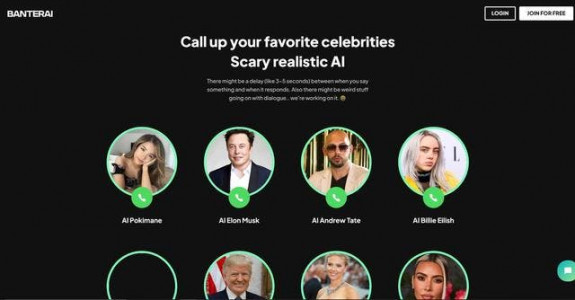 BANTERAI
LOGIN
JOIN FOR FREE
Call up your favorite celebrities
Scary realistic AI
There might be a delay (like 3-5 seconds) between when you say
something and when it responds. Also there might be weird stuff
going on with dialogue.. we're working on it. 😅
AI Pokimane
AI Elon Musk
AI Andrew Tate
AI Billie Eilish